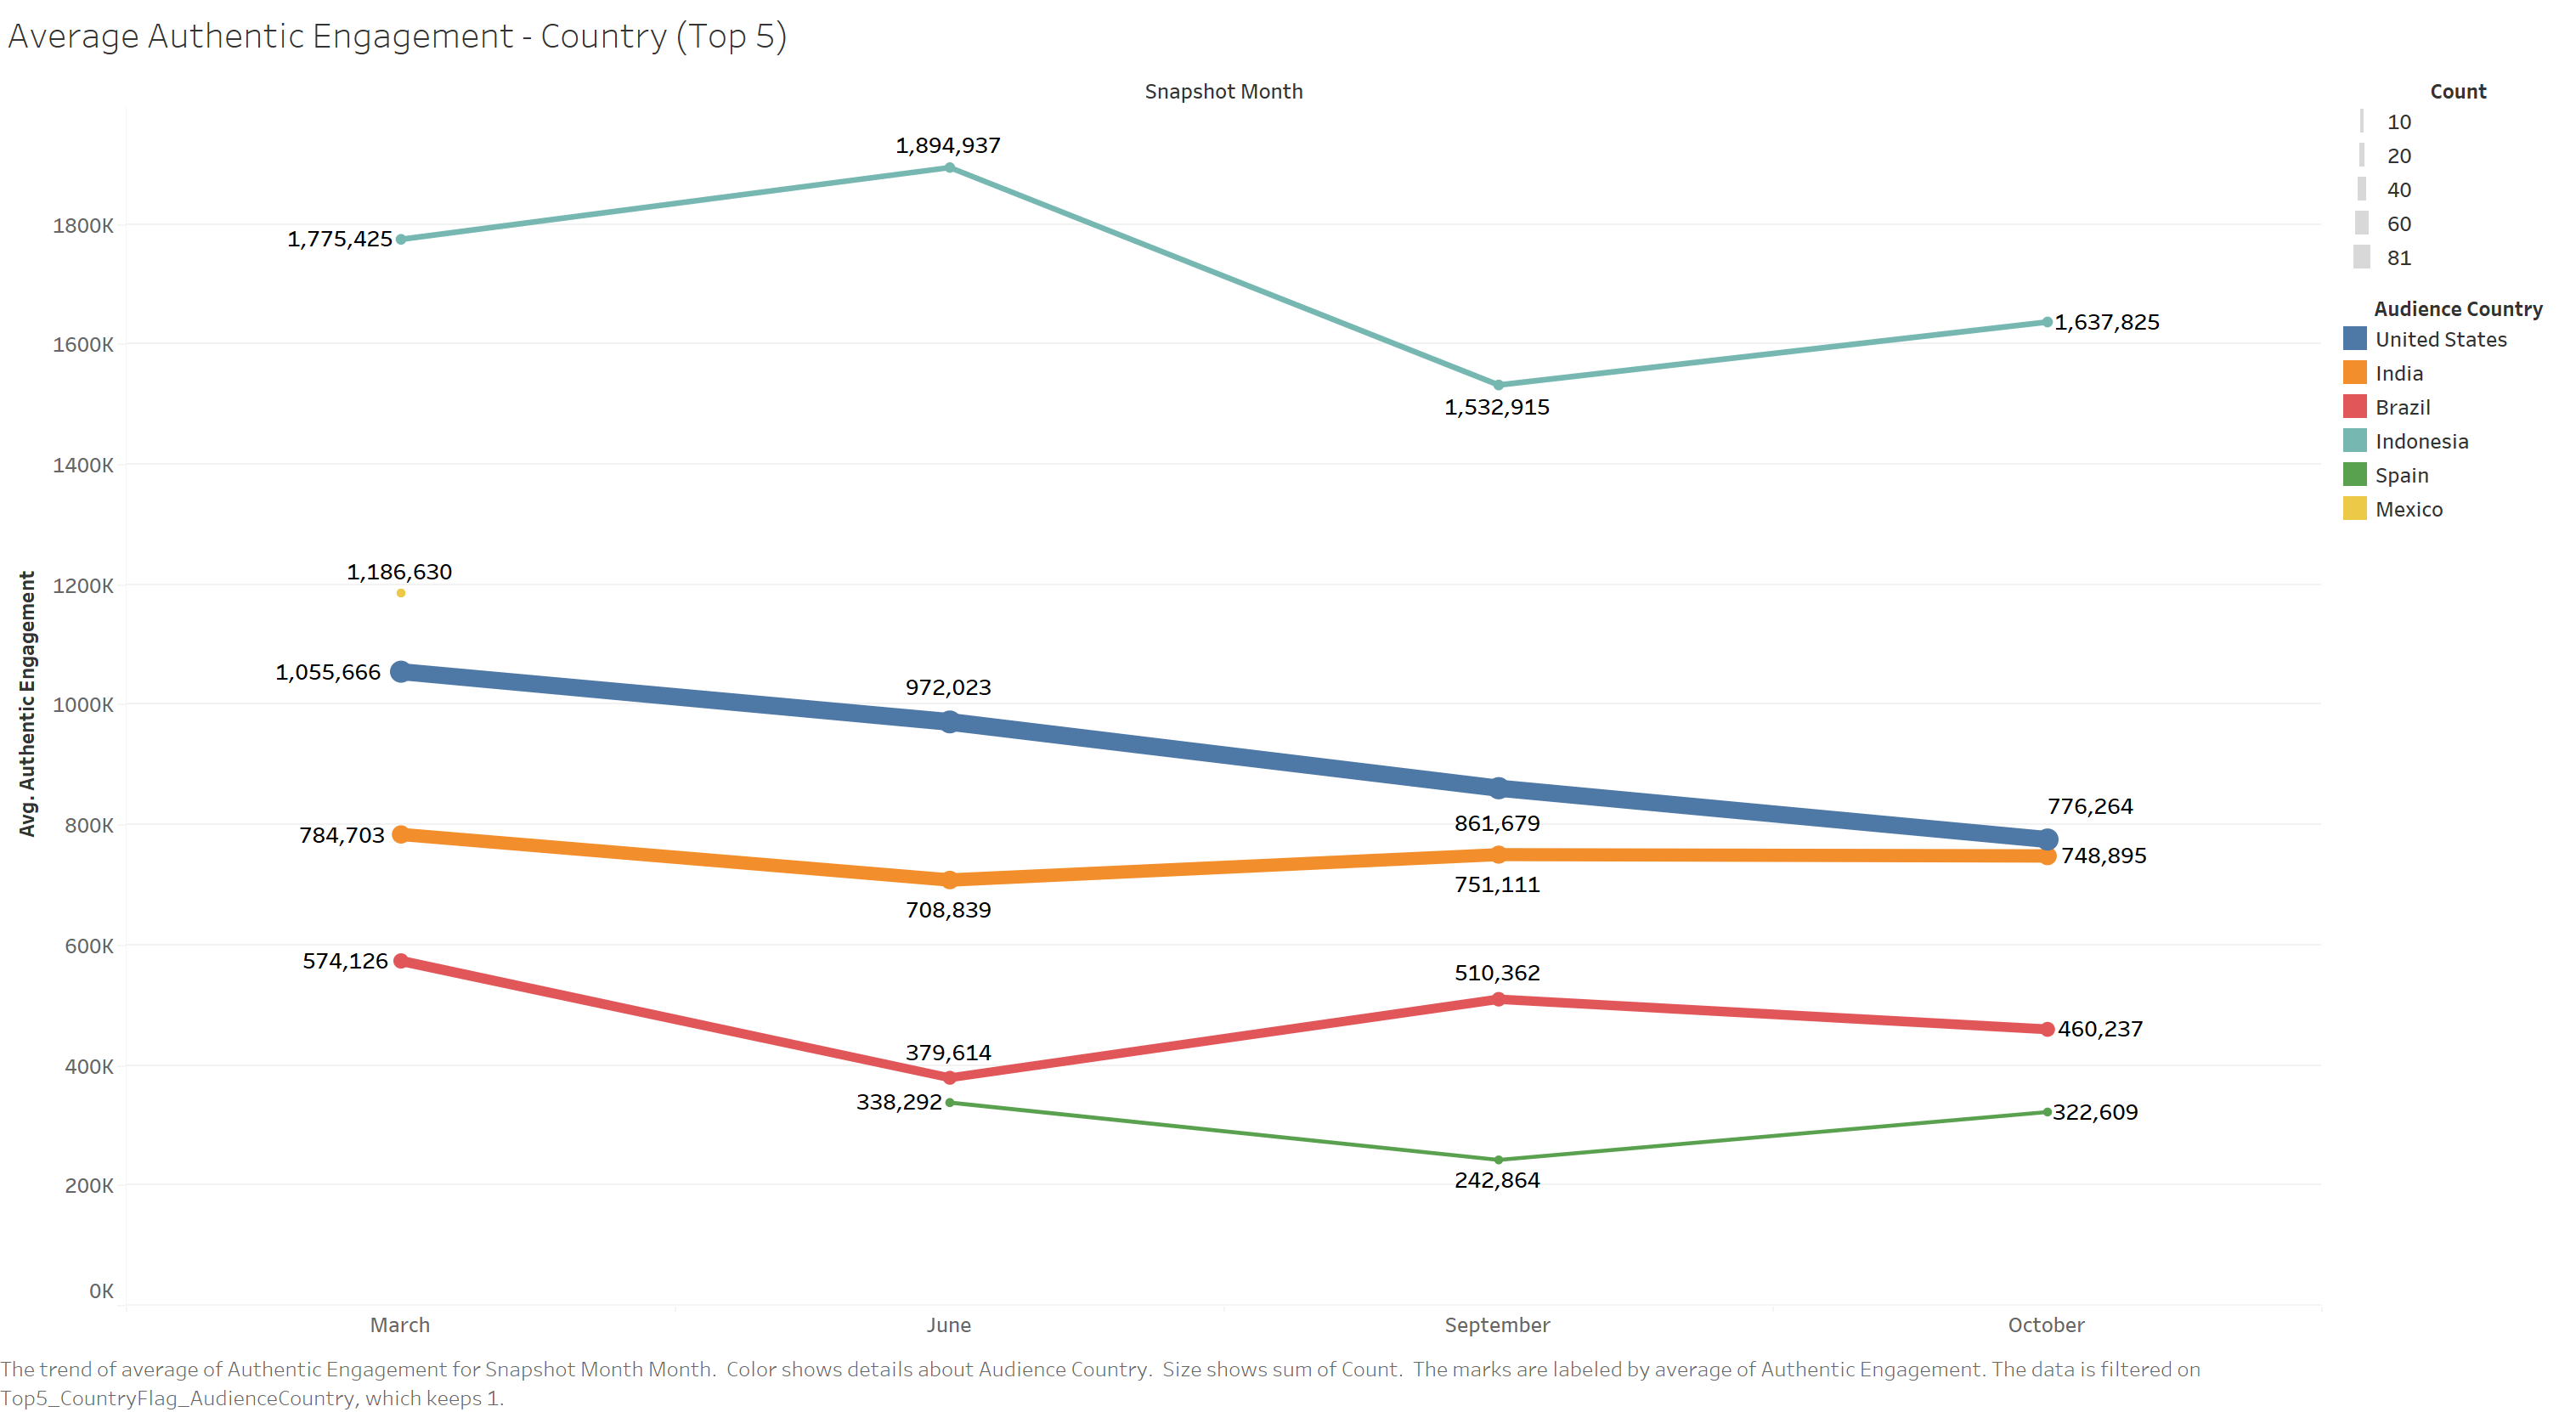 Average Authentic Engagement - Country (Top 5)
Snapshot Month
Avg. Authentic Engagement
1800K
1600K
1400K
1200K
1000K
800K
600K
400K
200K
0K
1,775,425
1,894,937
1,532,915
1,637,825
1,186,630
1,055,666
972,023
861,679
776,264
784,703
708,839
751,111
748,895
574,126
379,614
510,362
460,237
338,292
242,864
322,609
March
June
September
October
Count
10
20
40
60
81
Audience Country
United States
India
Brazil
Indonesia
Spain
Mexico
The trend of average of Authentic Engagement for Snapshot Month Month. Color shows details about Audience Country. Size shows sum of Count. The marks are labeled by average of Authentic Engagement. The data is filtered on
Top5_CountryFlag_AudienceCountry, which keeps 1.